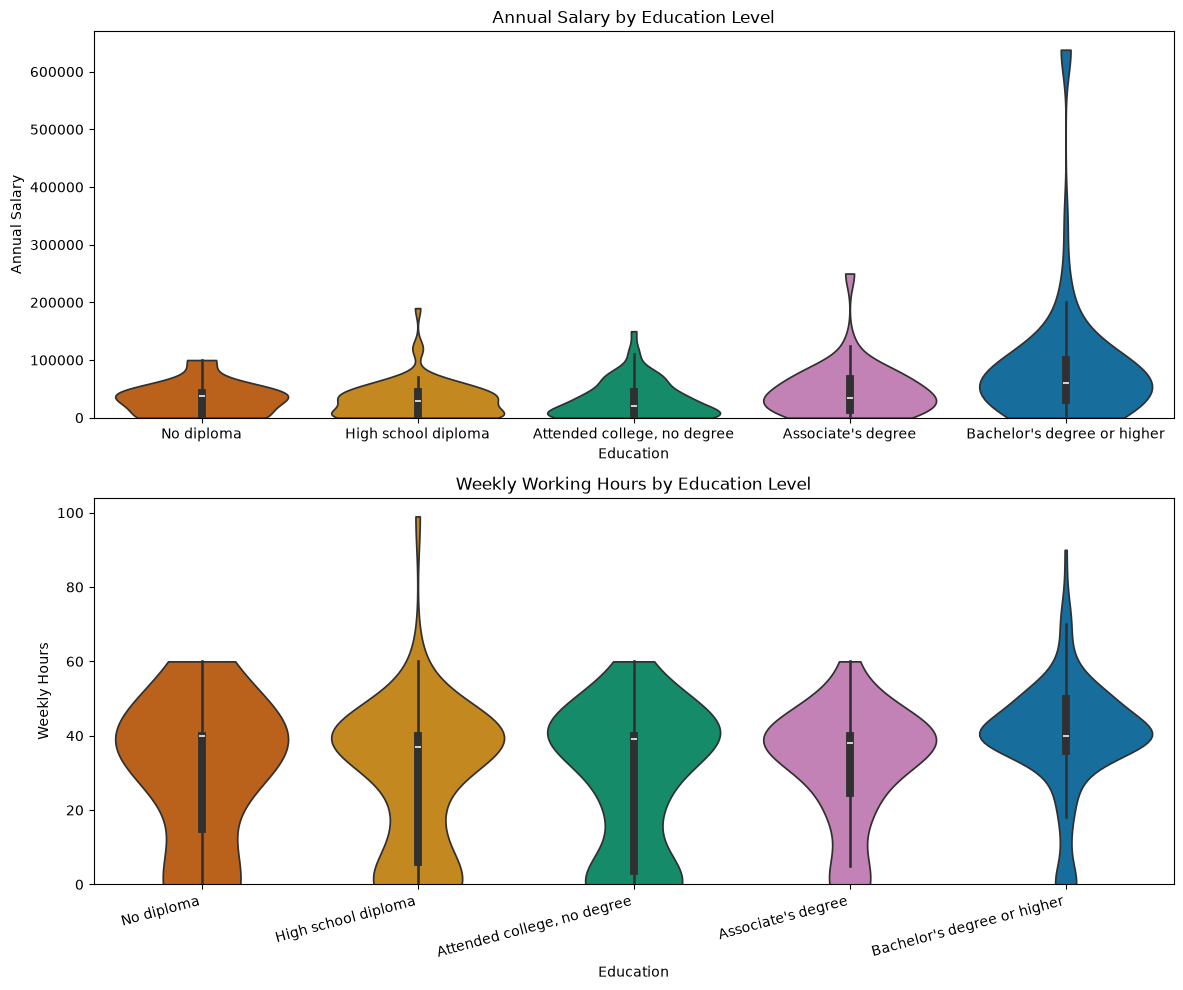 Annual Salary by Education Level
600000
500000
400000
300000
200000
100000
0
Annual Salary
No diploma
High school diploma
Attended college, no degree
Associate's degree
Bachelor's degree or higher
Education
Weekly Working Hours by Education Level
100
80
60
40
20
0
Weekly Hours
No diploma
High school diploma
Attended college, no degree
Associate's degree
Bachelor's degree or higher
Education